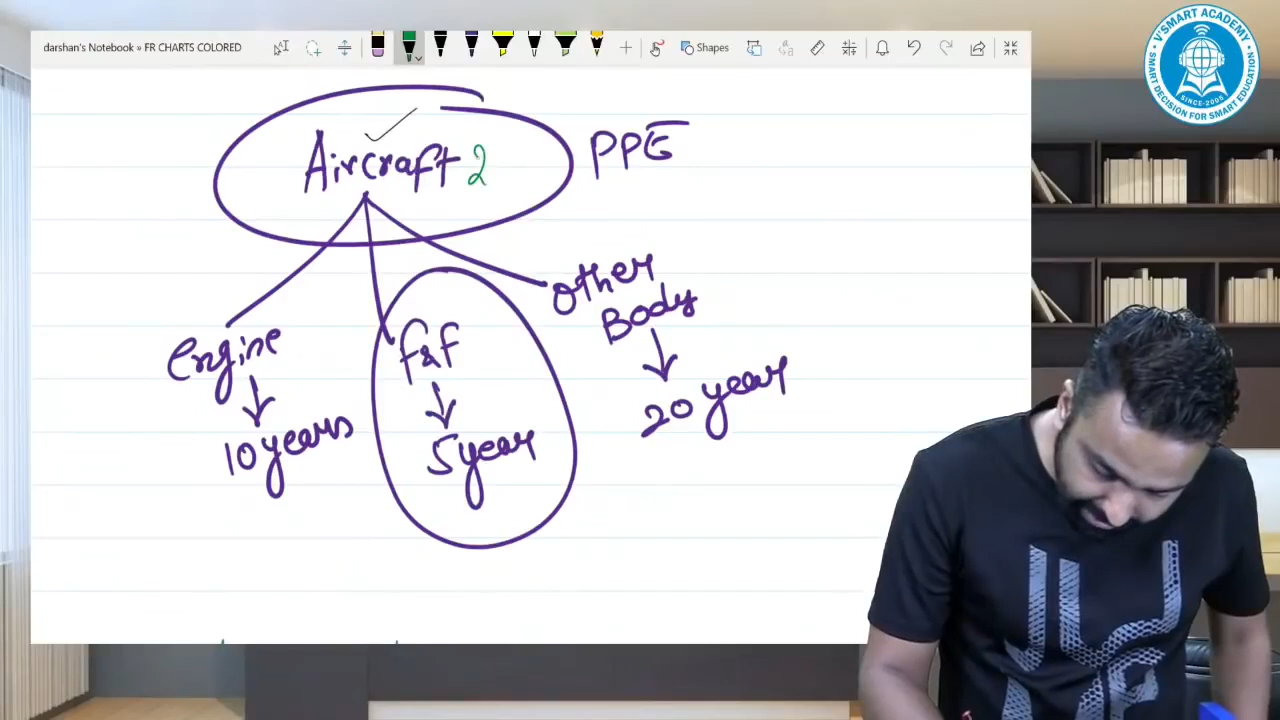 darshan's Notebook » FR CHARTS COLORED
Shapes
V'SMART ACADEMY
SMART DECISION FOR SMART EDUCATION
SINCE-2005
Aircraft 2
PPE
Engine
10 years
F&F
5 year
Other
Body
20 year